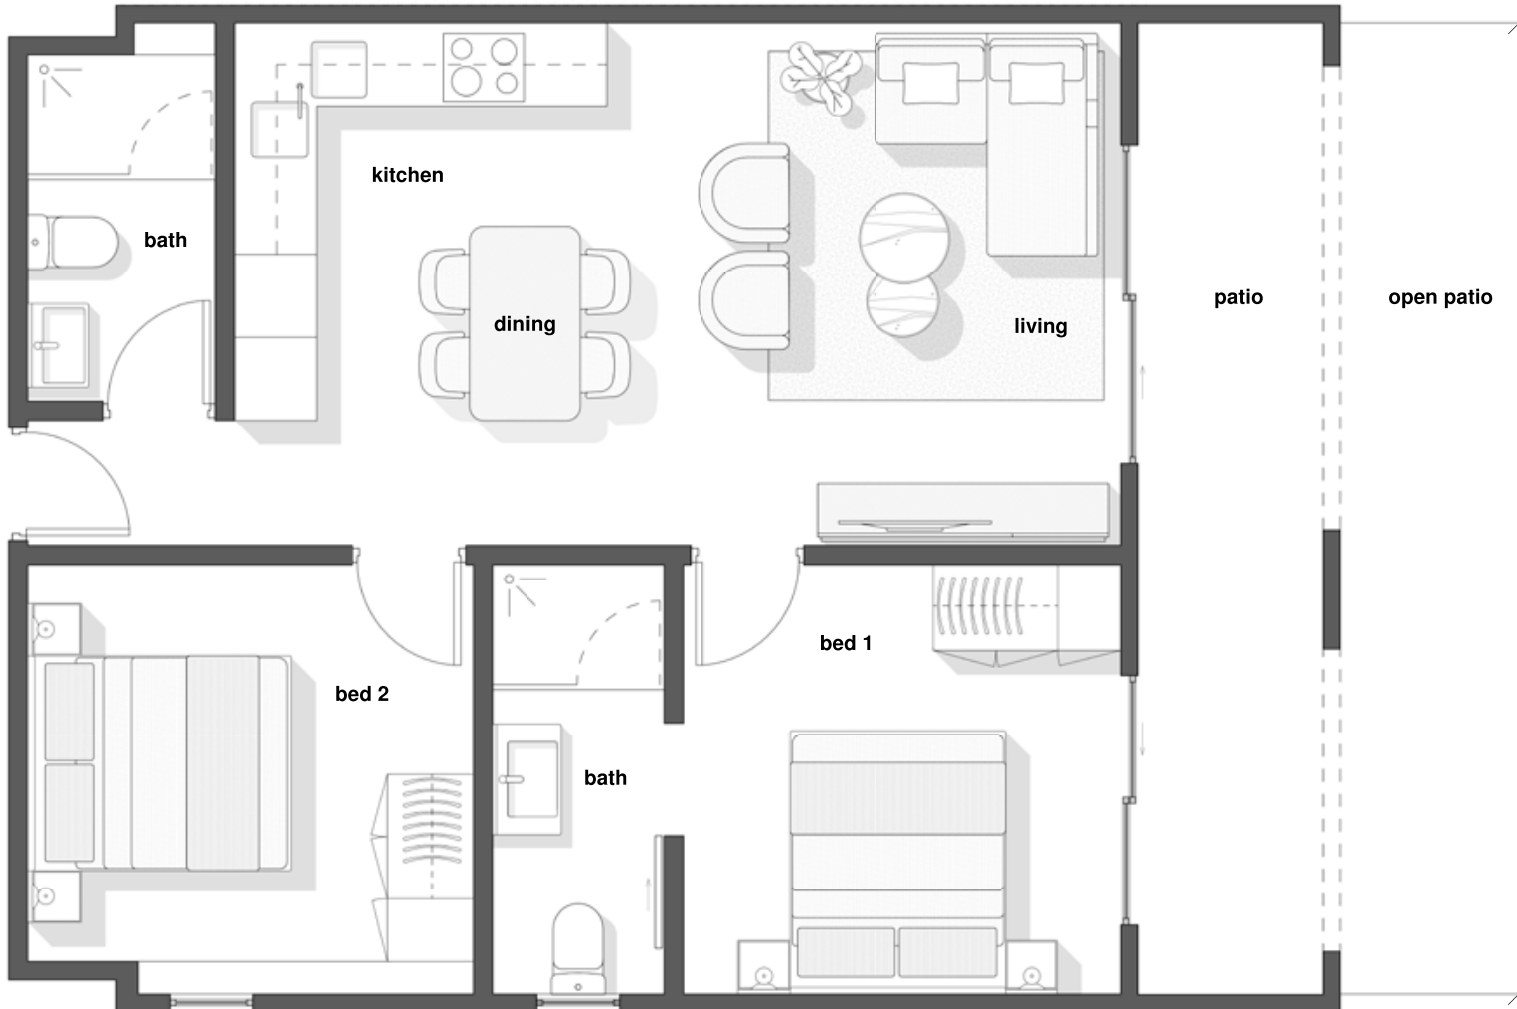 kitchen
bath
dining
living
patio
open patio
bed 1
bed 2
bath